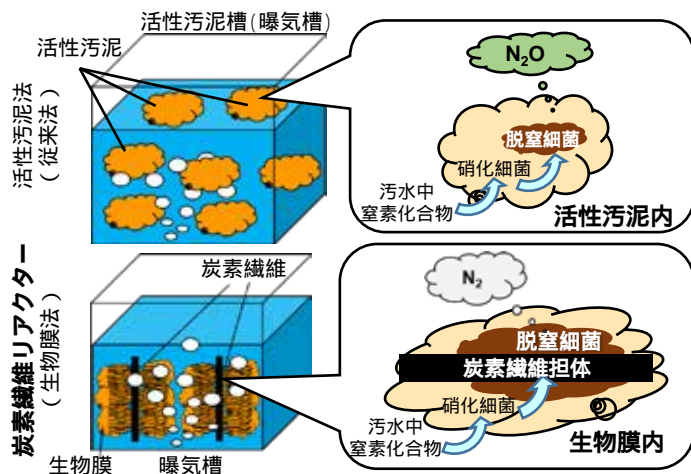 活性汚泥槽(曝気槽)
活性汚泥
活性汚泥法
(従来法)
N₂O
脱窒細菌
硝化細菌
汚水中
窒素化合物
活性汚泥内
炭素繊維リアクター
(生物膜法)
炭素繊維
生物膜
曝気槽
N₂
脱窒細菌
炭素繊維担体
硝化細菌
汚水中
窒素化合物
生物膜内